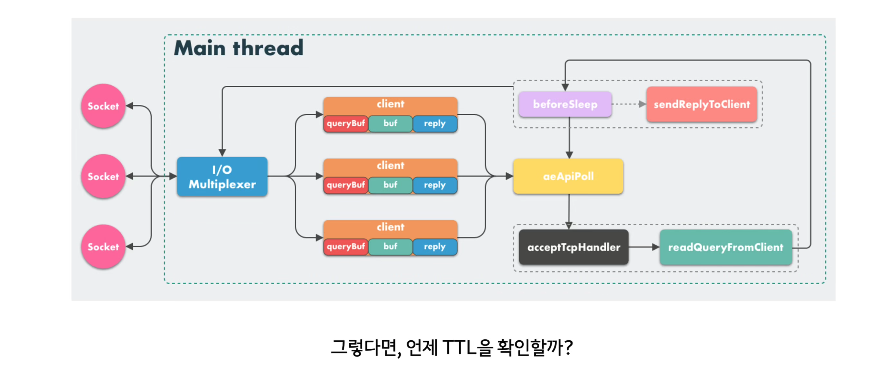 Main thread
Socket
Socket
Socket
I/O
Multiplexer
client
queryBuf buf reply
client
queryBuf buf reply
client
queryBuf buf reply
beforeSleep
sendReplyToClient
aeApiPoll
acceptTcpHandler
readQueryFromClient
그렇다면, 언제 TTL을 확인할까?